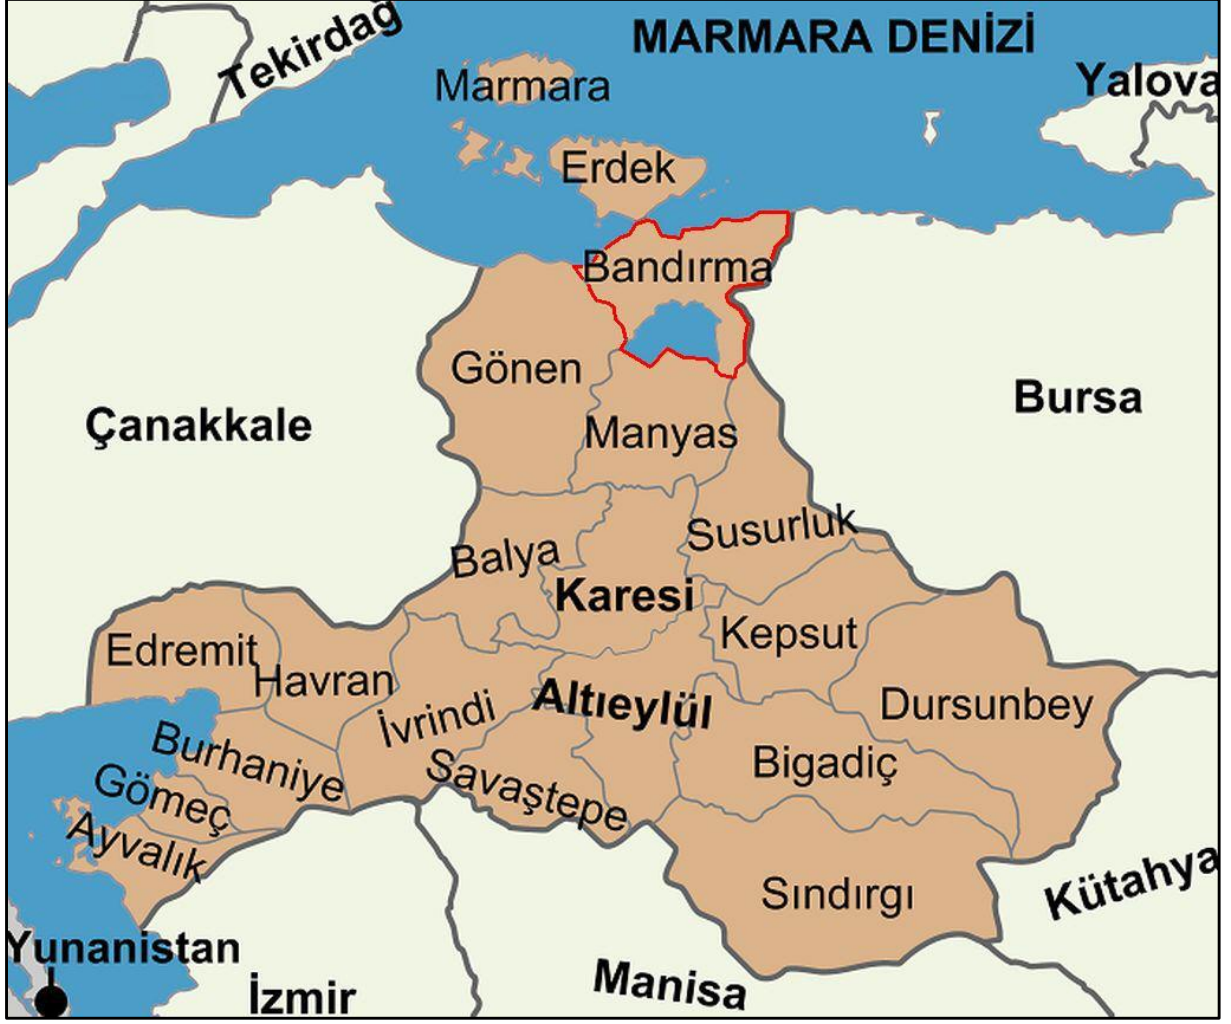 Tekirdağ
MARMARA DENİZİ
Yalova
Marmara
Erdek
Bandırma
Gönen
Çanakkale
Bursa
Manyas
Susurluk
Balya
Karesi
Kepsut
Edremit
Havran
İvrindi
Altıeylül
Dursunbey
Burhaniye
Savaştepe
Bigadiç
Gömeç
Ayvalık
Sındırgı
Kütahya
Yunanistan
İzmir
Manisa